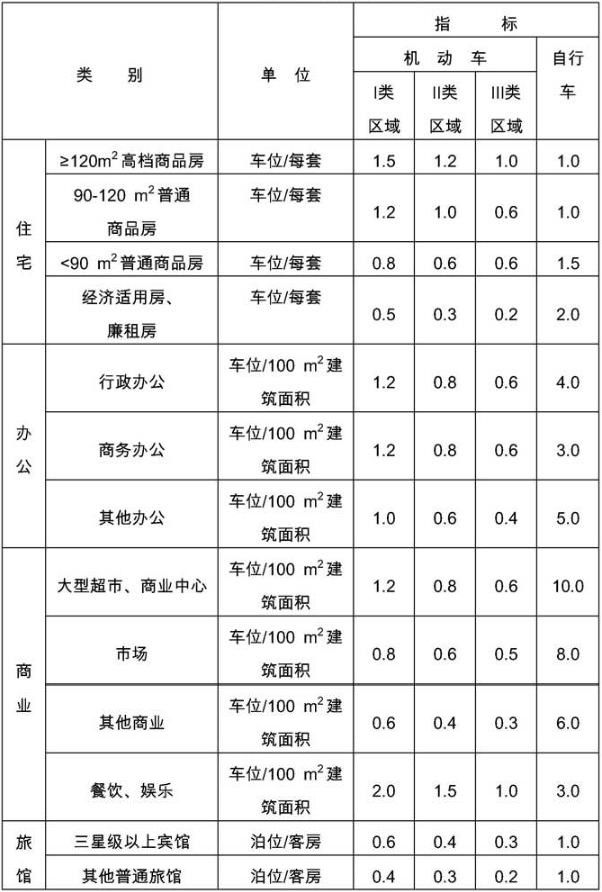 类 别 单 位 指 标
机 动 车 自行
车
I类
区域 II类
区域 III类
区域
住
宅
≥120m²高档商品房 车位/每套 1.5 1.2 1.0 1.0
90-120 m²普通
商品房 车位/每套 1.2 1.0 0.6 1.0
<90 m²普通商品房 车位/每套 0.8 0.6 0.6 1.5
经济适用房、
廉租房 车位/每套 0.5 0.3 0.2 2.0
办
公
行政办公 车位/100 m²建
筑面积 1.2 0.8 0.6 4.0
商务办公 车位/100 m²建
筑面积 1.2 0.8 0.6 3.0
其他办公 车位/100 m²建
筑面积 1.0 0.6 0.4 5.0
商
业
大型超市、商业中心 车位/100 m²建
筑面积 1.2 0.8 0.6 10.0
市场 车位/100 m²建
筑面积 0.8 0.6 0.5 8.0
其他商业 车位/100 m²建
筑面积 0.6 0.4 0.3 6.0
餐饮、娱乐 车位/100 m²建
筑面积 2.0 1.5 1.0 3.0
旅
馆
三星级以上宾馆 泊位/客房 0.6 0.4 0.3 1.0
其他普通旅馆 泊位/客房 0.4 0.3 0.2 1.0